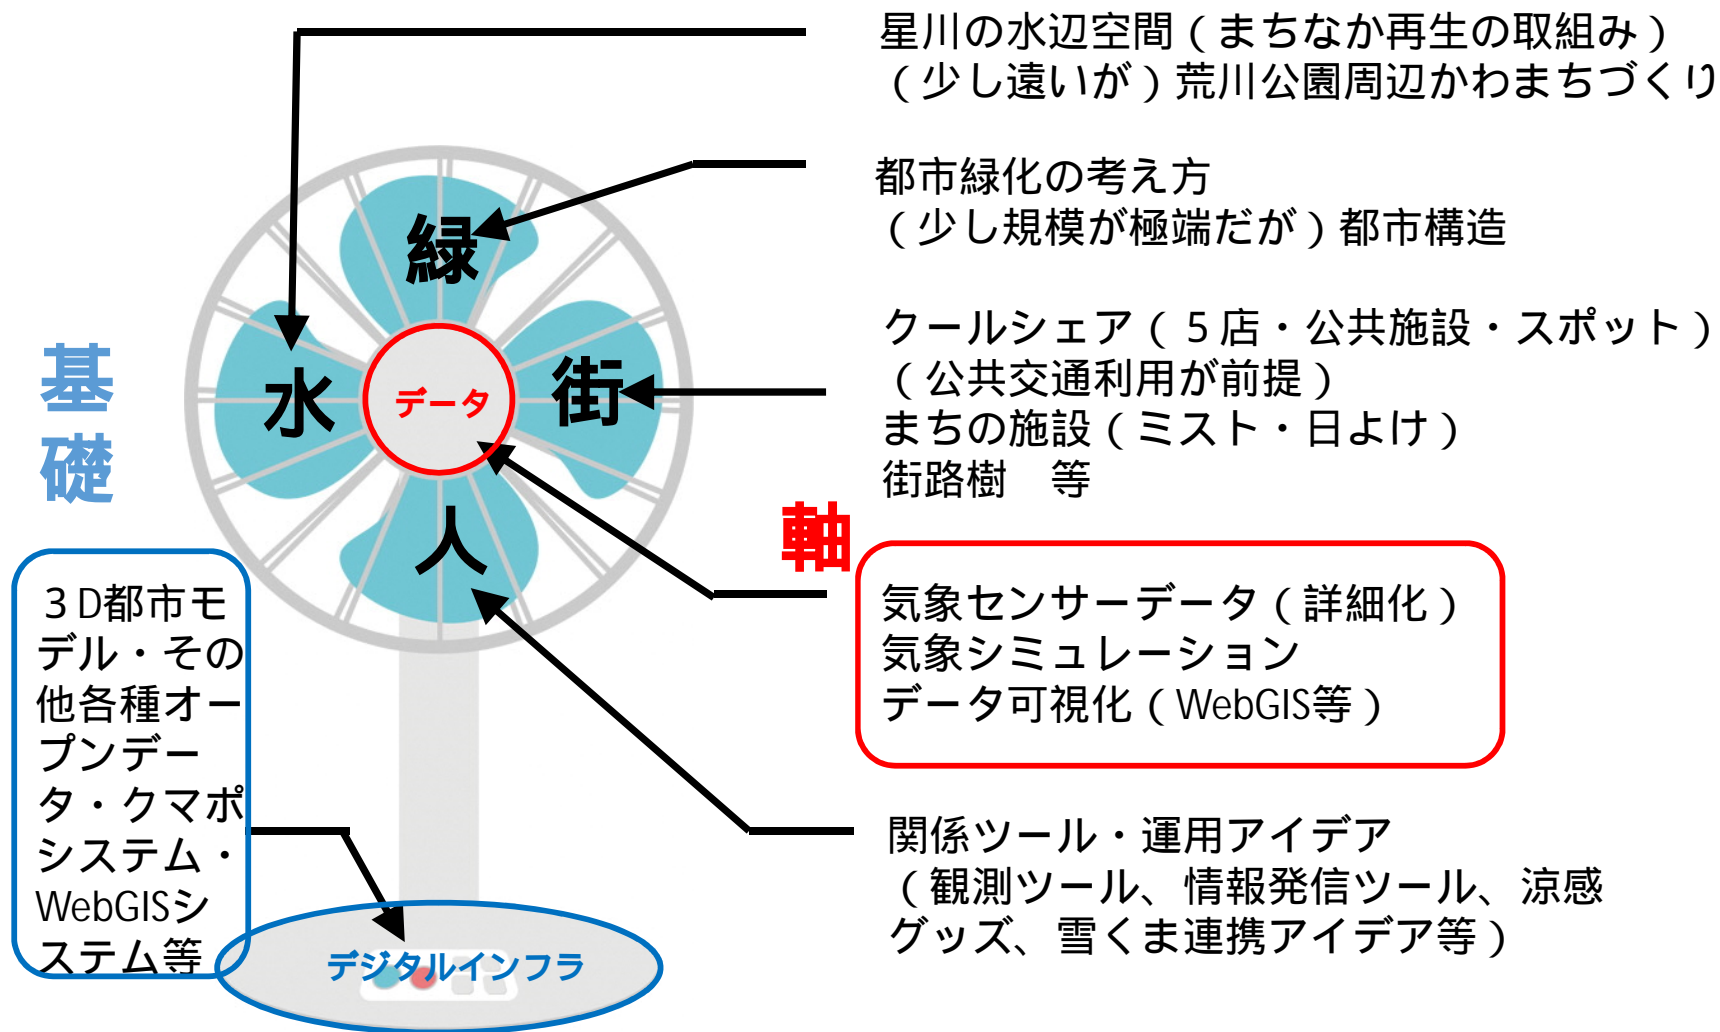 星川の水辺空間（まちなか再生の取組み）
（少し遠いが）荒川公園周辺かわまちづくり
都市緑化の考え方
（少し規模が極端だが）都市構造
クールシェア（５店・公共施設・スポット）
（公共交通利用が前提）
まちの施設（ミスト・日よけ）
街路樹　等
軸
気象センサーデータ（詳細化）
気象シミュレーション
データ可視化（WebGIS等）
関係ツール・運用アイデア
（観測ツール、情報発信ツール、涼感
グッズ、雪くま連携アイデア等）
緑
水
データ
街
人
基
礎
３D都市モ
デル・その
他各種オー
プンデー
タ・クマポ
システム・
WebGISシ
ステム等
デジタルインフラ